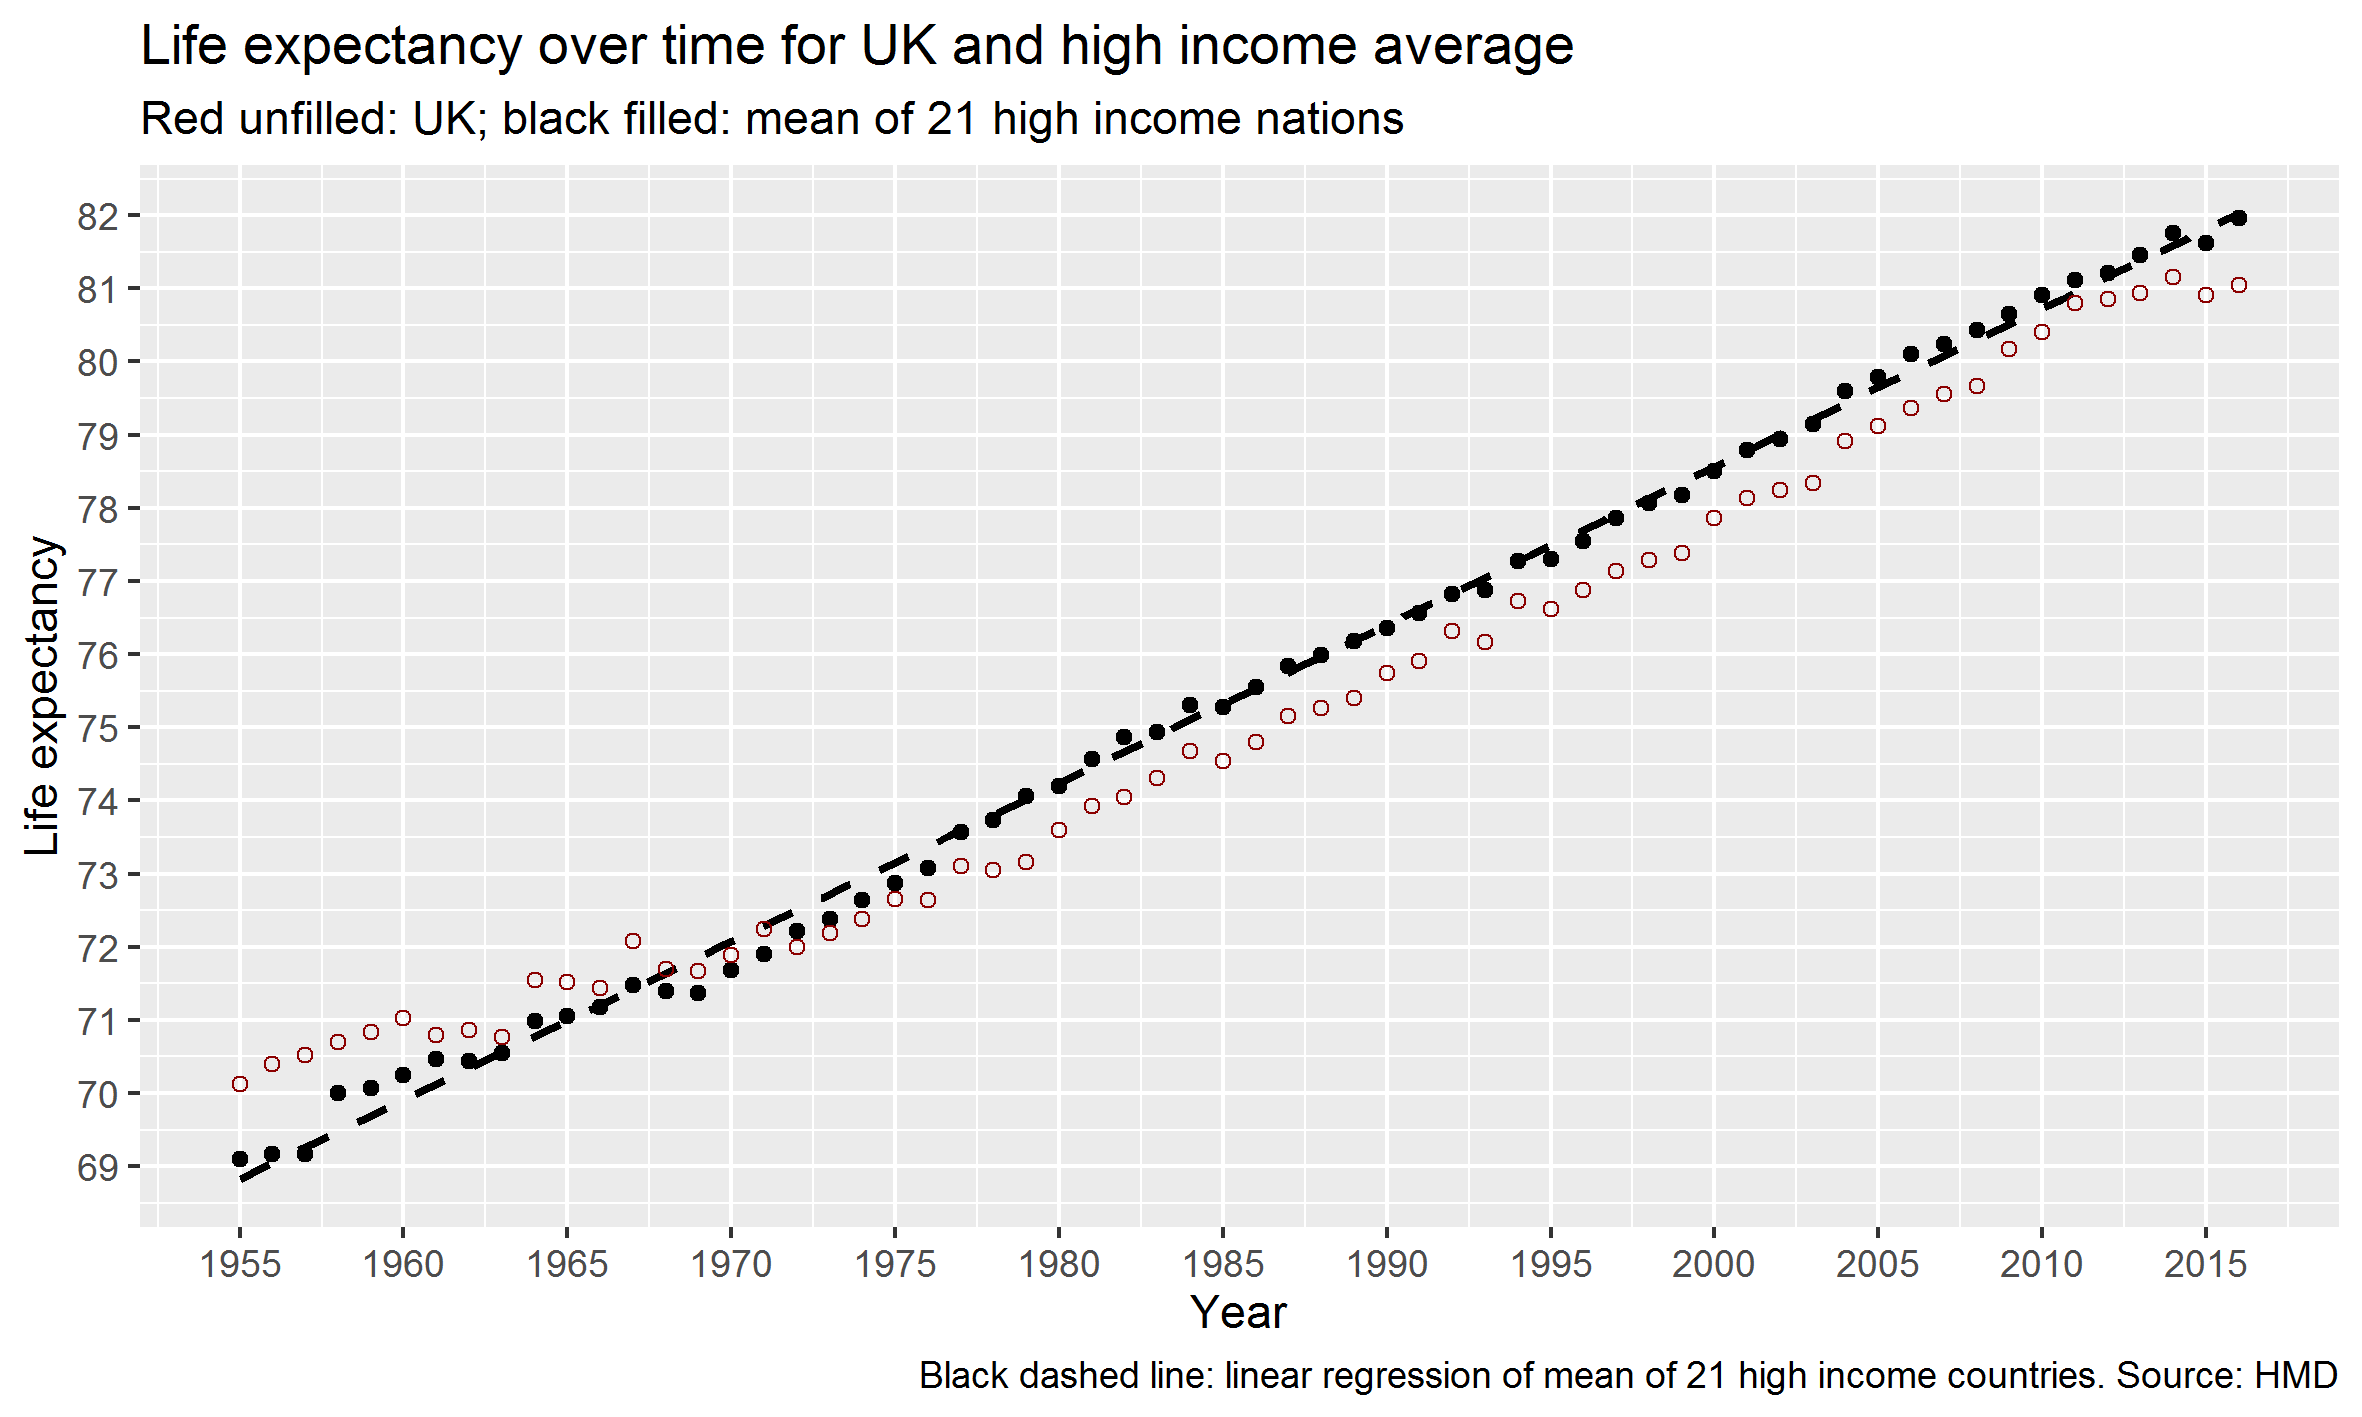 Life expectancy over time for UK and high income average
Red unfilled: UK; black filled: mean of 21 high income nations
Life expectancy
82
81
80
79
78
77
76
75
74
73
72
71
70
69
1955 1960 1965 1970 1975 1980 1985 1990 1995 2000 2005 2010 2015
Year
Black dashed line: linear regression of mean of 21 high income countries. Source: HMD